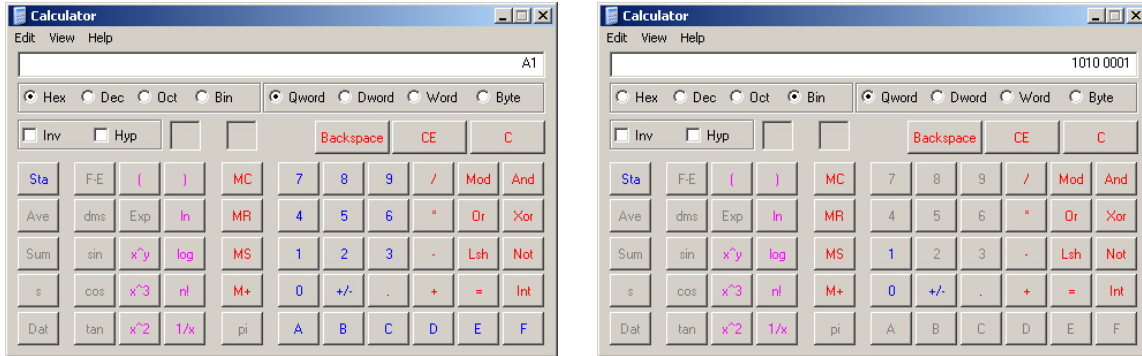 Calculator
Edit View Help
A1
Hex Dec Oct Bin Qword Dword Word Byte
Inv Hyp Backspace CE C
Sta F-E ( ) MC 7 8 9 / Mod And
Ave dms Exp ln MR 4 5 6 * Or Xor
Sum sin x^y log MS 1 2 3 - Lsh Not
s cos x^3 n! M+ 0 +/- . + = Int
Dat tan x^2 1/x pi A B C D E F
Calculator
Edit View Help
1010 0001
Hex Dec Oct Bin Qword Dword Word Byte
Inv Hyp Backspace CE C
Sta F-E ( ) MC 7 8 9 / Mod And
Ave dms Exp ln MR 4 5 6 * Or Xor
Sum sin x^y log MS 1 2 3 - Lsh Not
s cos x^3 n! M+ 0 +/- . + = Int
Dat tan x^2 1/x pi A B C D E F